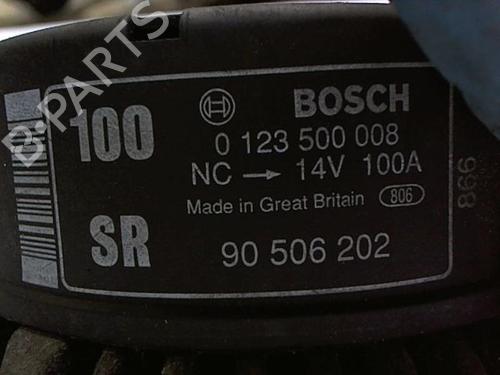 B-PARTS
100
BOSCH
0 123 500 008
NC → 14V 100A
Made in Great Britain 806
SR
90 506 202
998